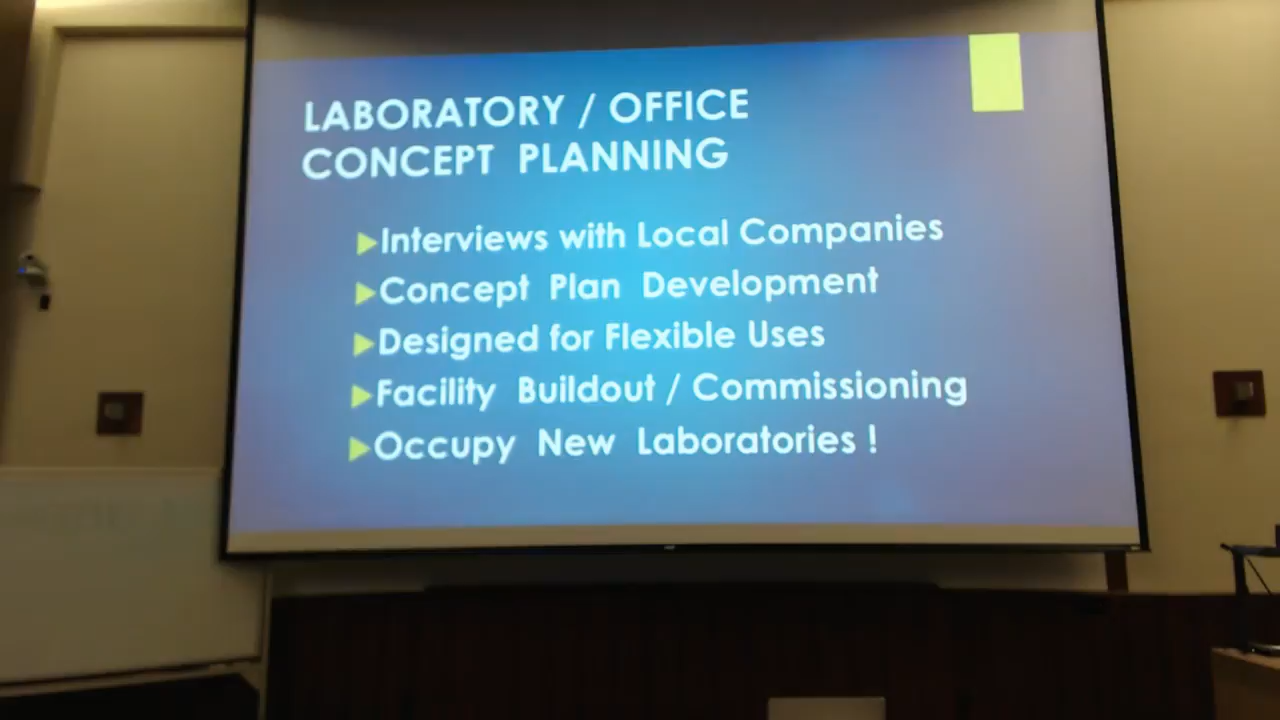 LABORATORY / OFFICE
CONCEPT PLANNING
Interviews with Local Companies
Concept Plan Development
Designed for Flexible Uses
Facility Buildout / Commissioning
Occupy New Laboratories !